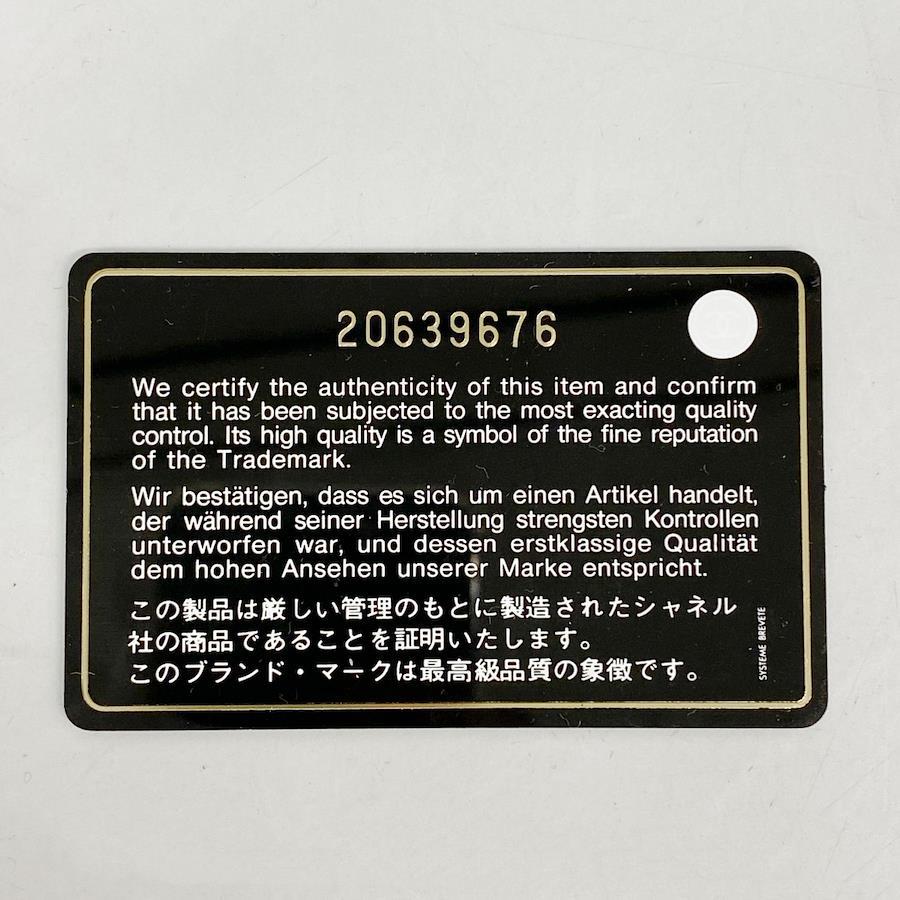 20639676
We certify the authenticity of this item and confirm
that it has been subjected to the most exacting quality
control. Its high quality is a symbol of the fine reputation
of the Trademark.
Wir bestätigen, dass es sich um einen Artikel handelt,
der während seiner Herstellung strengsten Kontrollen
unterworfen war, und dessen erstklassige Qualität
dem hohen Ansehen unserer Marke entspricht.
この製品は厳しい管理のもとに製造されたシャネル
社の商品であることを証明いたします。
このブランド・マークは最高級品質の象徴です。
SYSTEME BREVETE